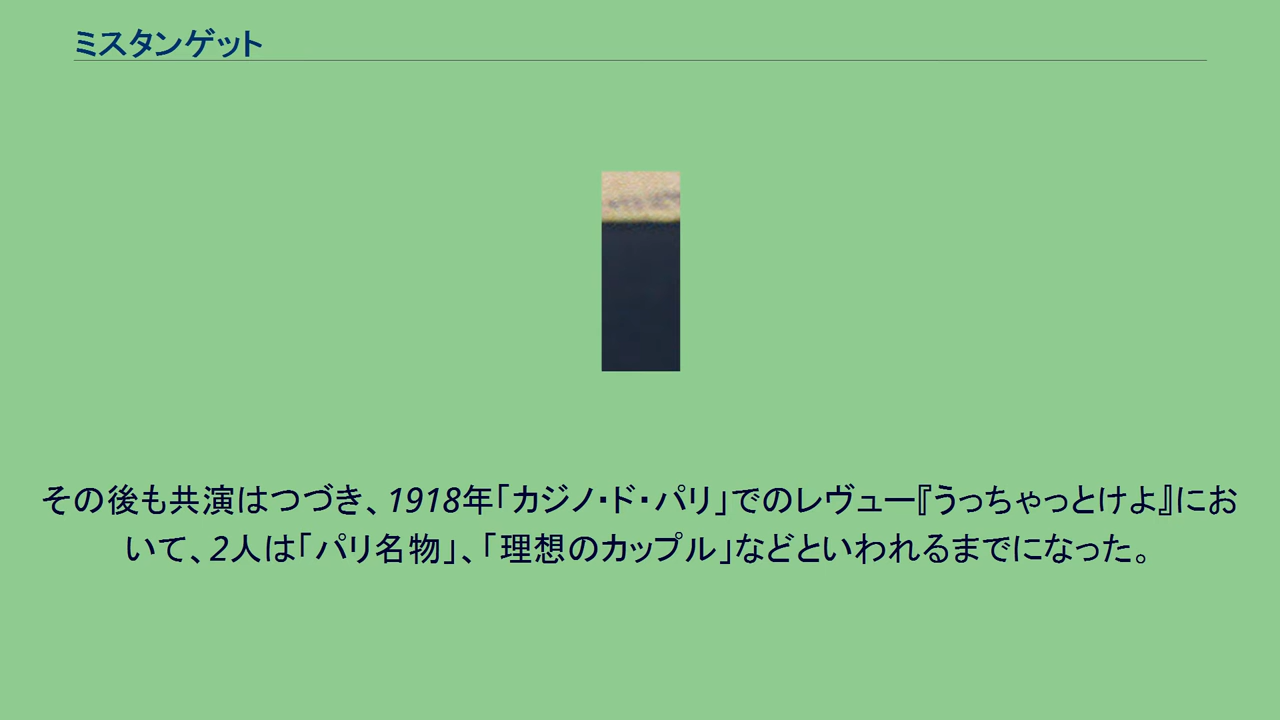 ミスタンゲット
その後も共演はつづき、1918年｢カジノ・ド・パリ｣でのレヴュー『うっちゃっとけよ』にお
いて、2人は｢パリ名物｣、｢理想のカップル｣などといわれるまでになった。